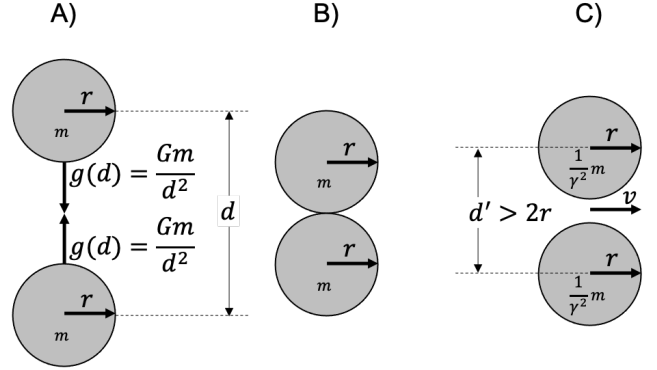 A) B) C)
r
m
g(d) = Gm/d²
d
g(d) = Gm/d²
r
m
r
m
r
m
r
1/γ² m
d′ > 2r
v
r
1/γ² m